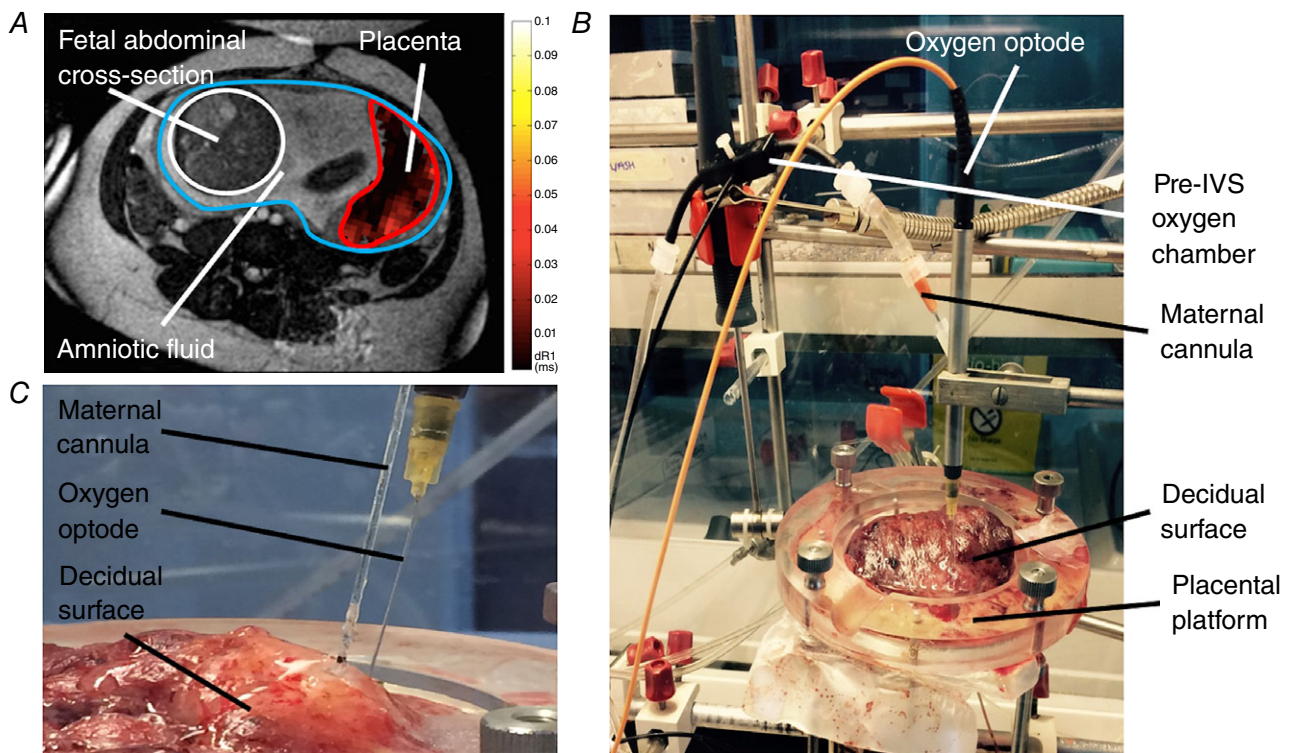 A
Fetal abdominal
cross-section
Placenta
Amniotic fluid
0.1
0.09
0.08
0.07
0.06
0.05
0.04
0.03
0.02
0.01
dR1
(ms)
B
Oxygen optode
Pre-IVS
oxygen
chamber
Maternal
cannula
Decidual
surface
Placental
platform
C
Maternal
cannula
Oxygen
optode
Decidual
surface